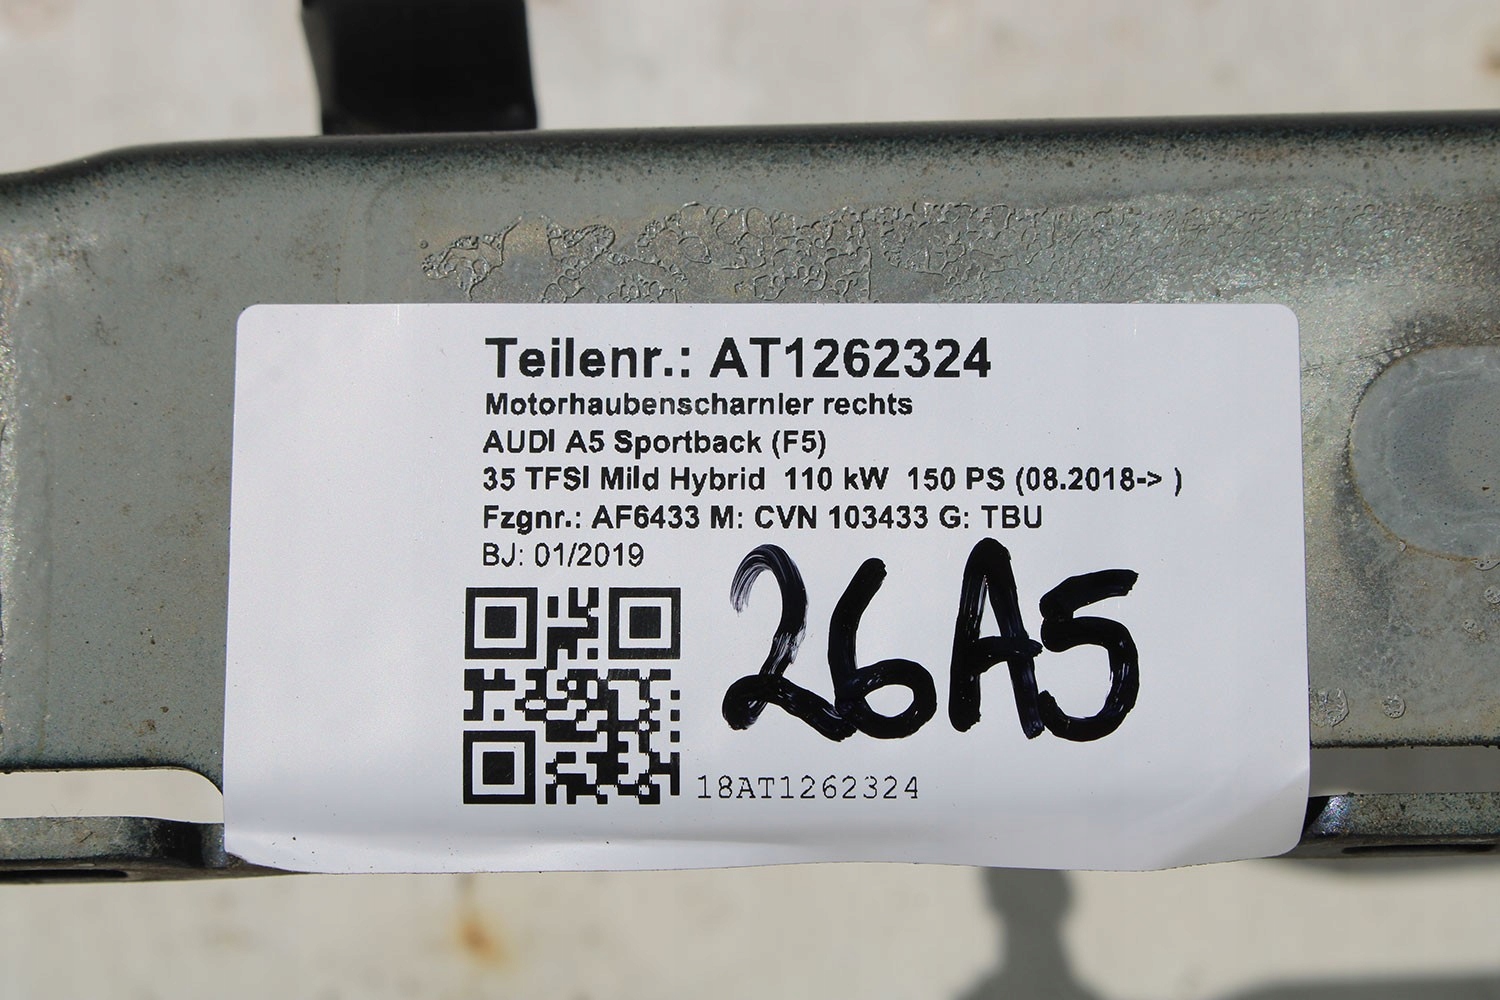 Teilenr.: AT1262324
Motorhaubenscharnier rechts
AUDI A5 Sportback (F5)
35 TFSI Mild Hybrid 110 kW 150 PS (08.2018-> )
Fzgnr.: AF6433 M: CVN 103433 G: TBU
BJ: 01/2019
26A5
18AT1262324